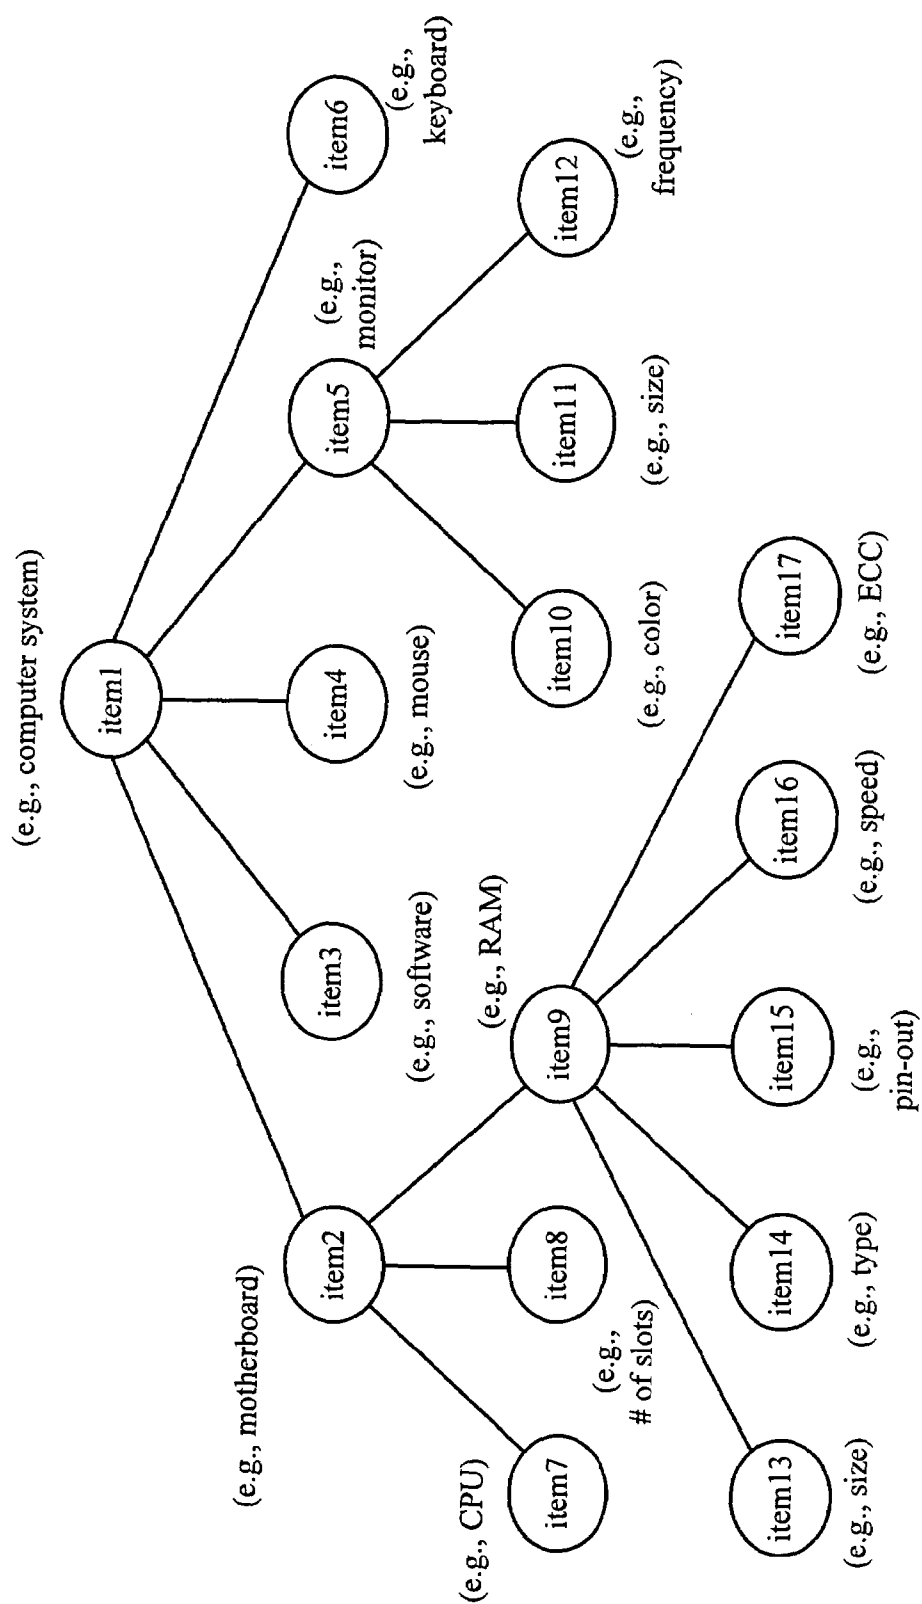 (e.g., computer system)
item1
(e.g., motherboard)
item2
item3
(e.g., software)
item4
(e.g., mouse)
item5
(e.g.,
monitor)
item6
(e.g.,
keyboard)
(e.g., CPU)
item7
item8
(e.g.,
# of slots)
(e.g., RAM)
item9
item10
(e.g., color)
item11
(e.g., size)
item12
(e.g.,
frequency)
item13
(e.g., size)
item14
(e.g., type)
item15
(e.g.,
pin-out)
item16
(e.g., speed)
item17
(e.g., ECC)